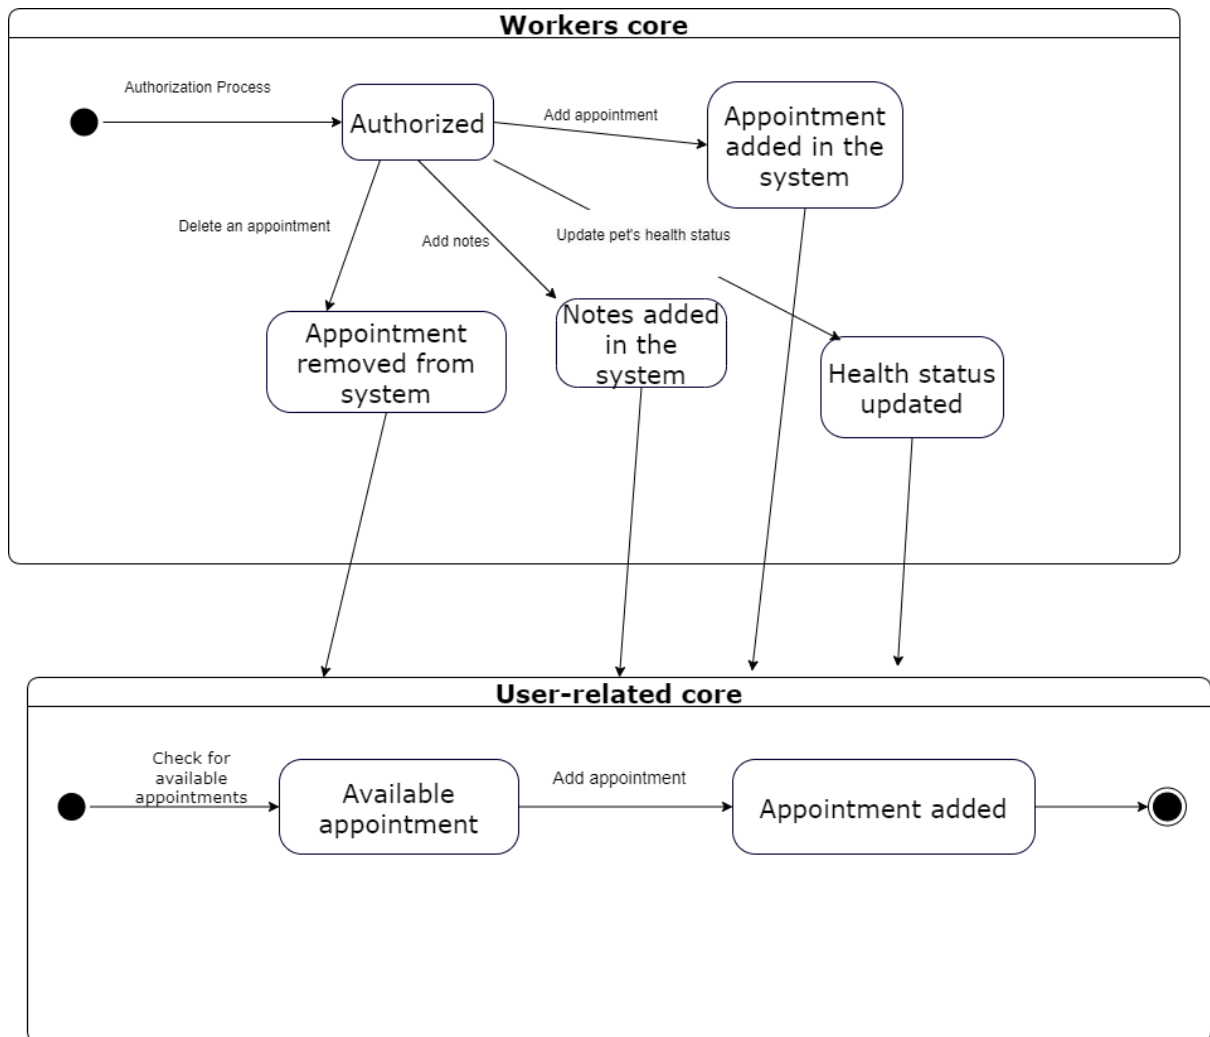 Workers core
Authorization Process
Authorized
Add appointment
Appointment
added in the
system
Delete an appointment
Add notes
Update pet's health status
Appointment
removed from
system
Notes added
in the
system
Health status
updated
User-related core
Check for
available
appointments
Available
appointment
Add appointment
Appointment added